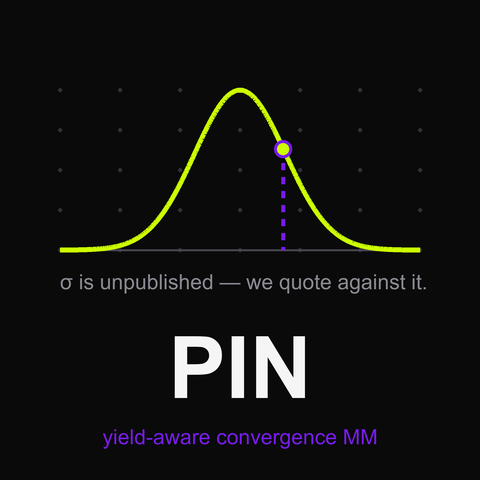 σ is unpublished — we quote against it.
PIN
yield-aware convergence MM